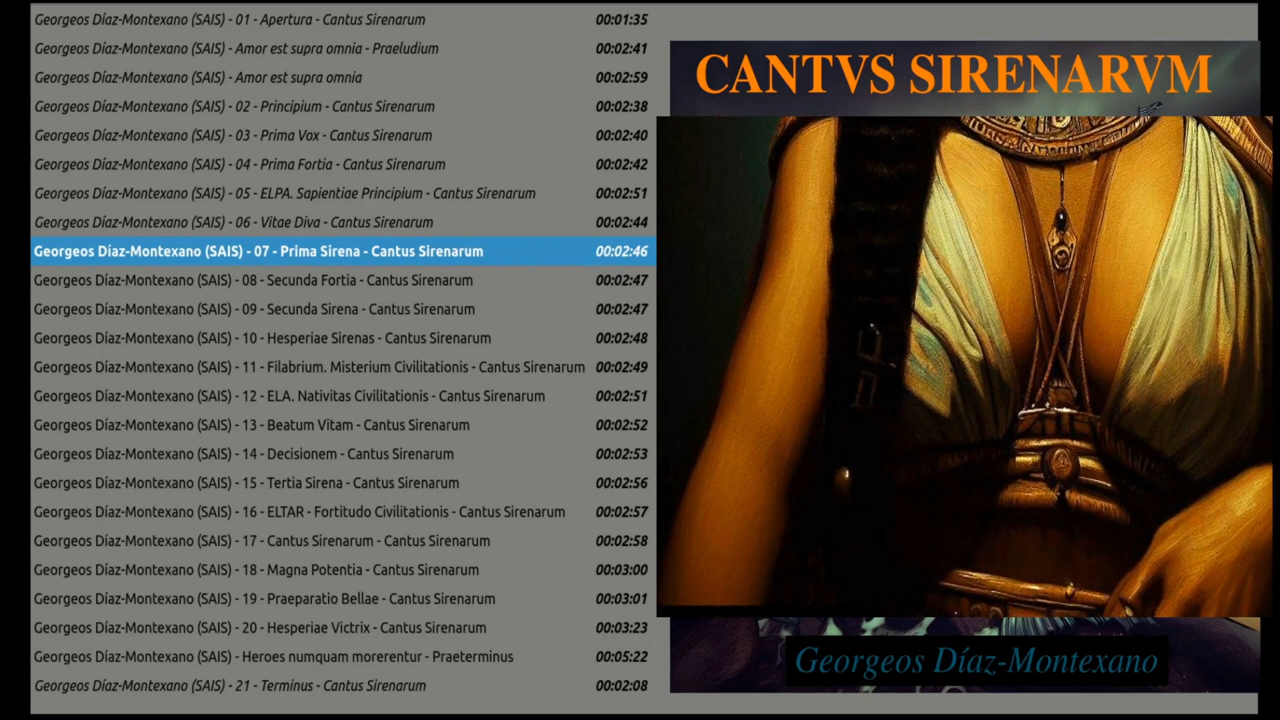 Georgeos Díaz-Montexano (SAIS) - 01 - Apertura - Cantus Sirenarum 00:01:35
Georgeos Díaz-Montexano (SAIS) - Amor est supra omnia - Praeludium 00:02:41
Georgeos Díaz-Montexano (SAIS) - Amor est supra omnia 00:02:59
Georgeos Díaz-Montexano (SAIS) - 02 - Principium - Cantus Sirenarum 00:02:38
Georgeos Díaz-Montexano (SAIS) - 03 - Prima Vox - Cantus Sirenarum 00:02:40
Georgeos Díaz-Montexano (SAIS) - 04 - Prima Fortia - Cantus Sirenarum 00:02:42
Georgeos Díaz-Montexano (SAIS) - 05 - ELPA. Sapientiae Principium - Cantus Sirenarum 00:02:51
Georgeos Díaz-Montexano (SAIS) - 06 - Vitae Diva - Cantus Sirenarum 00:02:44
Georgeos Díaz-Montexano (SAIS) - 07 - Prima Sirena - Cantus Sirenarum 00:02:46
Georgeos Díaz-Montexano (SAIS) - 08 - Secunda Fortia - Cantus Sirenarum 00:02:47
Georgeos Díaz-Montexano (SAIS) - 09 - Secunda Sirena - Cantus Sirenarum 00:02:47
Georgeos Díaz-Montexano (SAIS) - 10 - Hesperiae Sirenas - Cantus Sirenarum 00:02:48
Georgeos Díaz-Montexano (SAIS) - 11 - Filabrium. Misterium Civilitationis - Cantus Sirenarum 00:02:49
Georgeos Díaz-Montexano (SAIS) - 12 - ELA. Nativitas Civilitationis - Cantus Sirenarum 00:02:51
Georgeos Díaz-Montexano (SAIS) - 13 - Beatum Vitam - Cantus Sirenarum 00:02:52
Georgeos Díaz-Montexano (SAIS) - 14 - Decisionem - Cantus Sirenarum 00:02:53
Georgeos Díaz-Montexano (SAIS) - 15 - Tertia Sirena - Cantus Sirenarum 00:02:56
Georgeos Díaz-Montexano (SAIS) - 16 - ELTAR - Fortitudo Civilitationis - Cantus Sirenarum 00:02:57
Georgeos Díaz-Montexano (SAIS) - 17 - Cantus Sirenarum - Cantus Sirenarum 00:02:58
Georgeos Díaz-Montexano (SAIS) - 18 - Magna Potentia - Cantus Sirenarum 00:03:00
Georgeos Díaz-Montexano (SAIS) - 19 - Praeparatio Bellae - Cantus Sirenarum 00:03:01
Georgeos Díaz-Montexano (SAIS) - 20 - Hesperiae Victrix - Cantus Sirenarum 00:03:23
Georgeos Díaz-Montexano (SAIS) - Heroes numquam morerentur - Praeterminus 00:05:22
Georgeos Díaz-Montexano (SAIS) - 21 - Terminus - Cantus Sirenarum 00:02:08
CANTVS SIRENARVM
Georgeos Díaz-Montexano